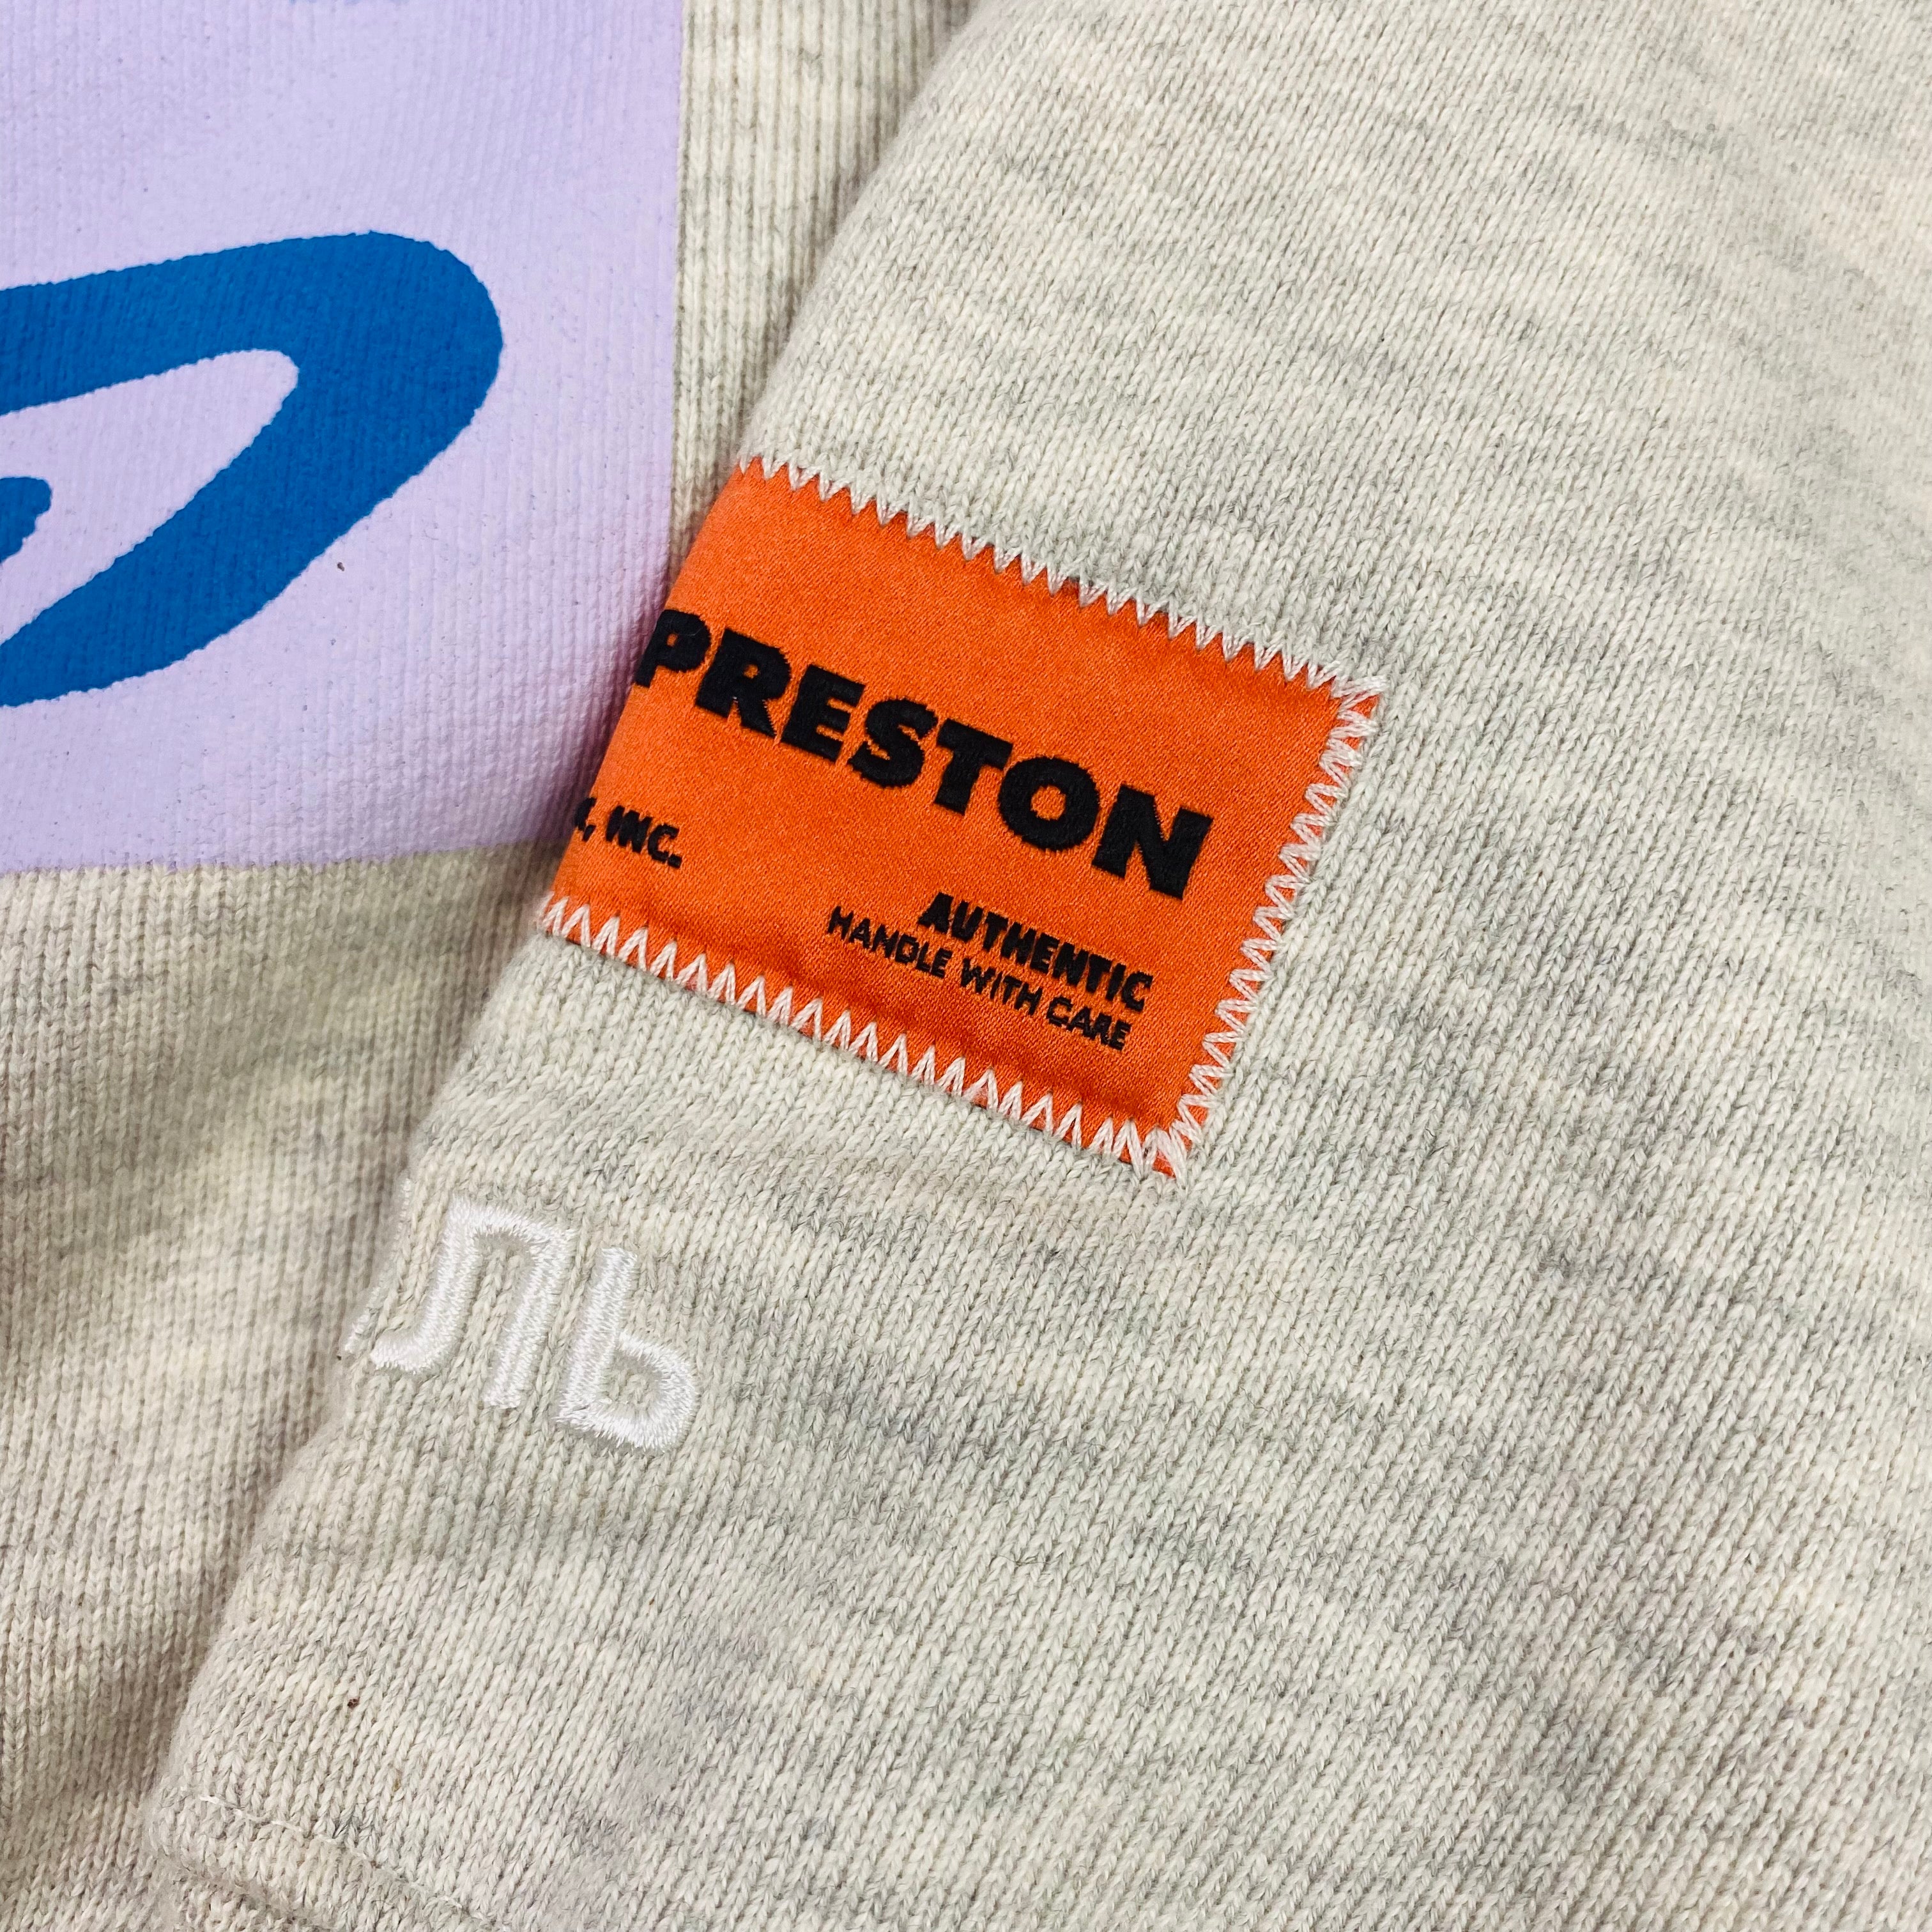 PRESTON
, INC.
AUTHENTIC
HANDLE WITH CARE
ЛЬ